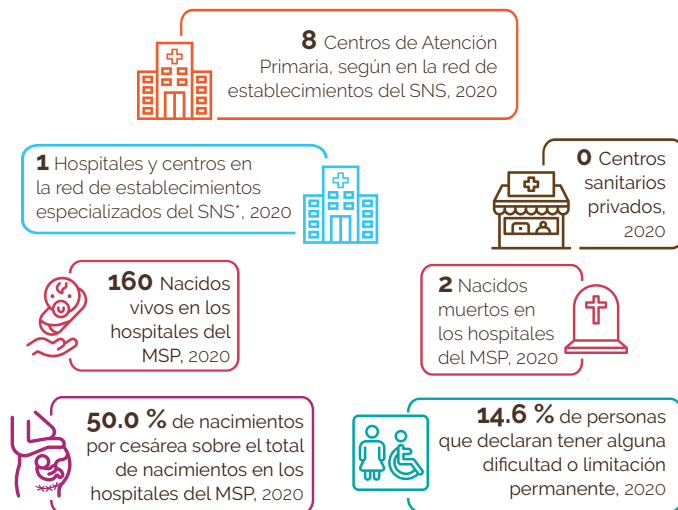 8 Centros de Atención
Primaria, según en la red de
establecimientos del SNS, 2020
1 Hospitales y centros en
la red de establecimientos
especializados del SNS*, 2020
0 Centros
sanitarios
privados,
2020
160 Nacidos
vivos en los
hospitales del
MSP, 2020
2 Nacidos
muertos en
los hospitales
del MSP, 2020
50.0 % de nacimientos
por cesárea sobre el total
de nacimientos en los
hospitales del MSP, 2020
14.6 % de personas
que declaran tener alguna
dificultad o limitación
permanente, 2020